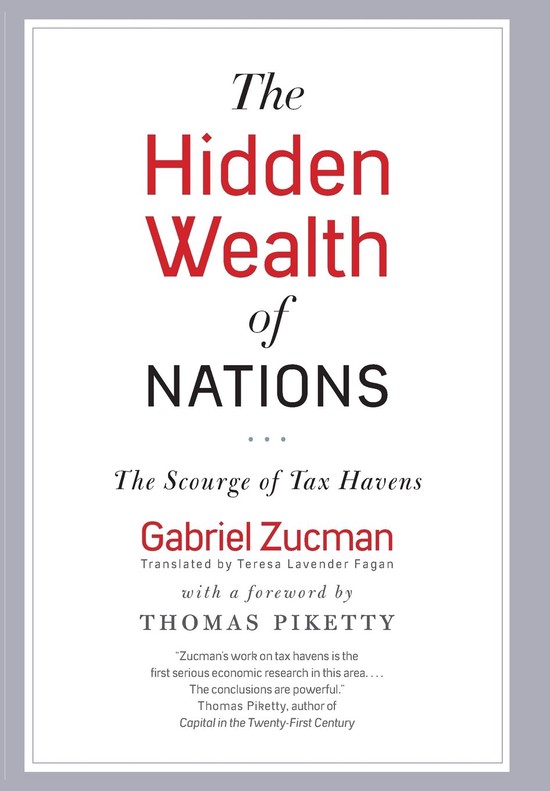 The
Hidden
Wealth
of
NATIONS
...
The Scourge of Tax Havens
Gabriel Zucman
Translated by Teresa Lavender Fagan
with a foreword by
THOMAS PIKETTY
“Zucman’s work on tax havens is the
first serious economic research in this area. . . .
The conclusions are powerful.”
Thomas Piketty, author of
Capital in the Twenty-First Century